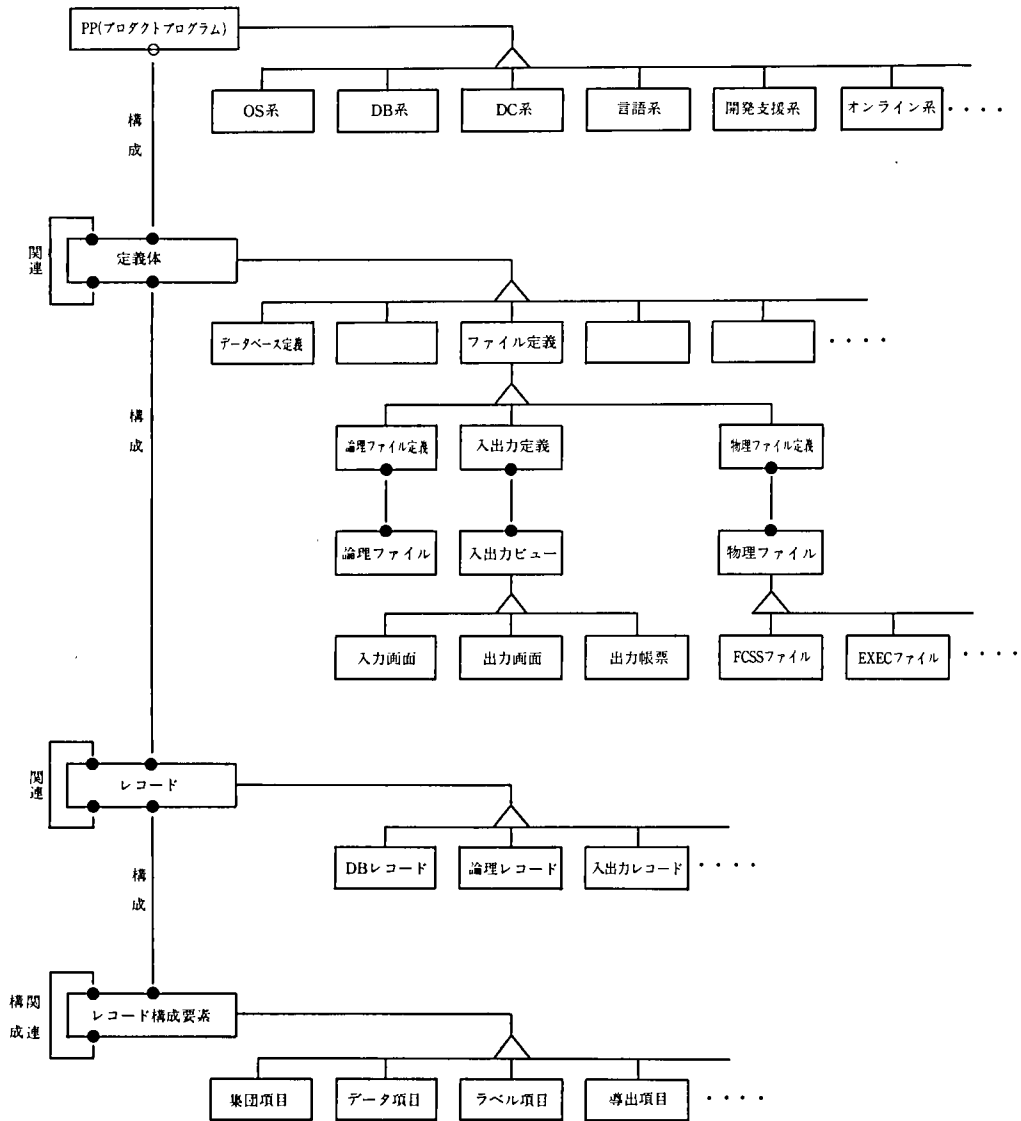 PP(プロダクトプログラム)
OS系
DB系
DC系
言語系
開発支援系
オンライン系
・・・・
構成
関連
定義体
データベース定義
ファイル定義
・・・・
構成
論理ファイル定義
入出力定義
物理ファイル定義
論理ファイル
入出力ビュー
物理ファイル
入力画面
出力画面
出力帳票
FCSSファイル
EXECファイル
・・・・
関連
レコード
DBレコード
論理レコード
入出力レコード
・・・・
構成
関連
構成
レコード構成要素
集団項目
データ項目
ラベル項目
導出項目
・・・・